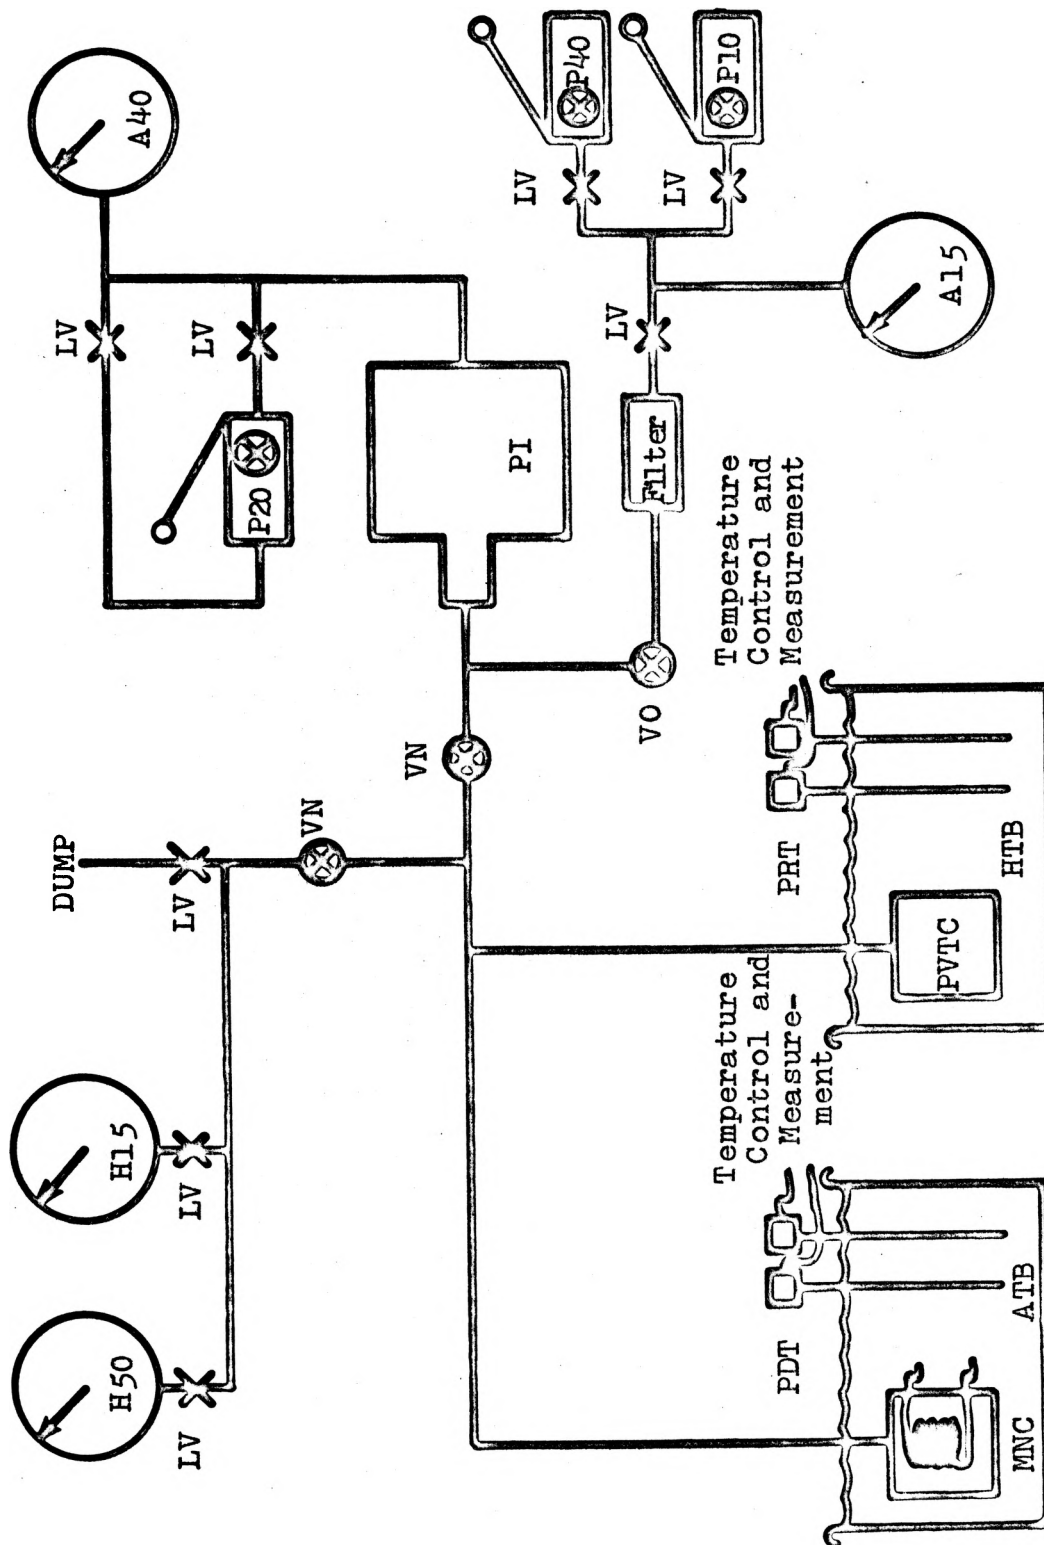 DUMP
LV
A40
H50
H15
LV
LV
LV
LV
P20
VN
VN
PI
LV
P40
LV
Filter
VO
LV
P10
Temperature
Control and
Measure-
ment
Temperature
Control and
Measurement
PDT
PRT
A15
PVTC
MNC
ATB
HTB